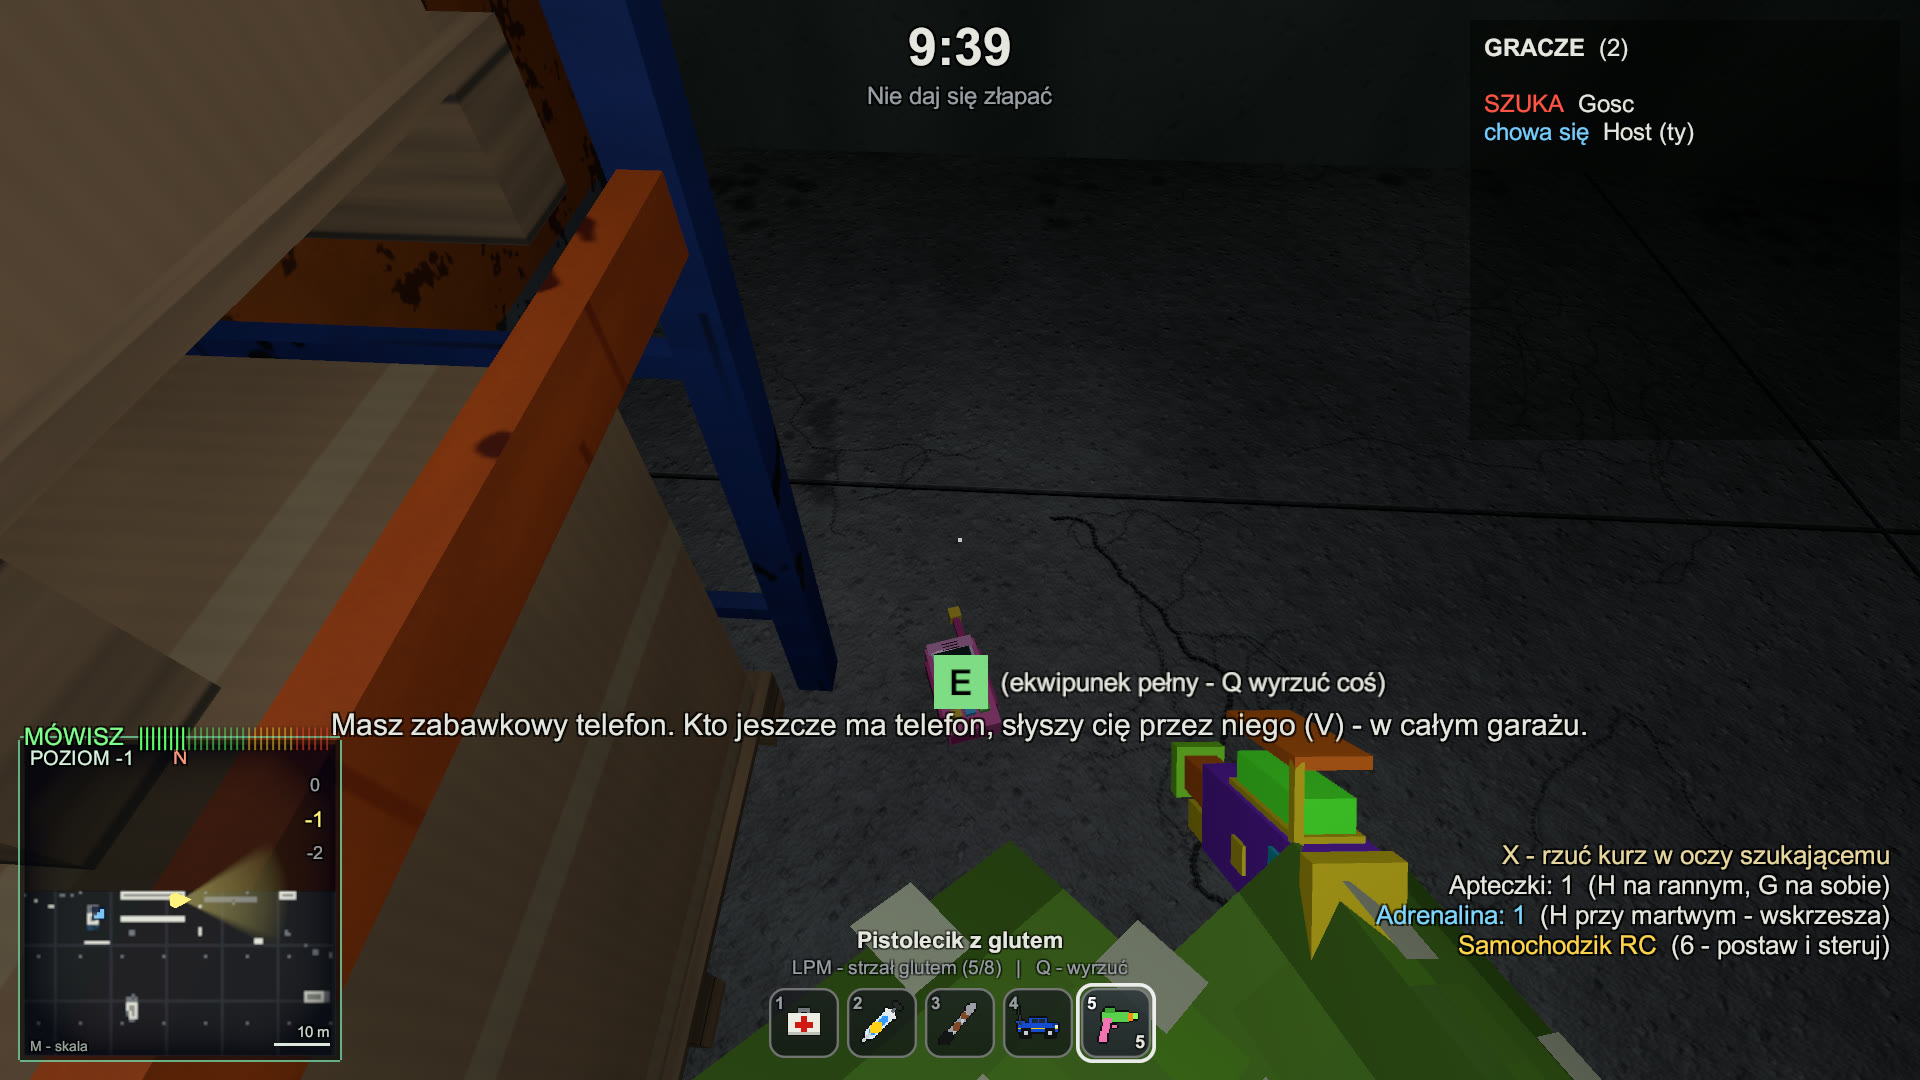 9:39
Nie daj się złapać
GRACZE (2)
SZUKA Gosc
chowa się Host (ty)
E (ekwipunek pełny - Q wyrzuć coś)
Masz zabawkowy telefon. Kto jeszcze ma telefon, słyszy cię przez niego (V) - w całym garażu.
MÓWISZ
POZIOM -1 N
0
-1
-2
10 m
M - skala
X - rzuć kurz w oczy szukającemu
Apteczki: 1 (H na rannym, G na sobie)
Adrenalina: 1 (H przy martwym - wskrzesza)
Samochodzik RC (6 - postaw i steruj)
Pistolecik z glutem
LPM - strzał glutem (5/8) | Q - wyrzuć
1 2 3 4 5
5